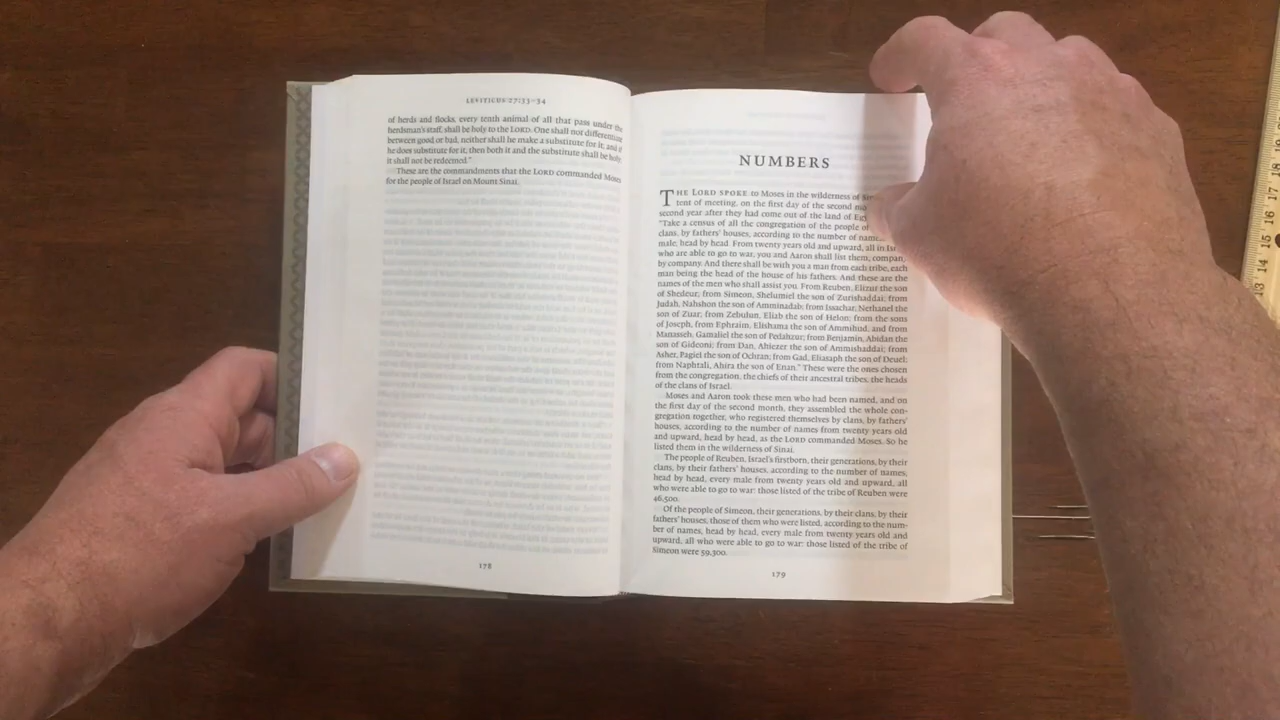 LEVITICUS 27:33–34
of herds and flocks, every tenth animal of all that pass under the
herdsman's staff, shall be holy to the LORD. One shall not differentiate
between good or bad, neither shall he make a substitute for it; and if
he does substitute for it, then both it and the substitute shall be holy;
it shall not be redeemed."
These are the commandments that the LORD commanded Moses
for the people of Israel on Mount Sinai.
178
NUMBERS
THE LORD SPOKE to Moses in the wilderness of
tent of meeting, on the first day of the second
second year after they had come out of the land of
"Take a census of all the congregation of the people of
clans, by fathers' houses, according to the number of
male, head by head. From twenty years old and upward, all in
who are able to go to war, you and Aaron shall list them, company
by company. And there shall be with you a man from each tribe, each
man being the head of the house of his fathers. And these are the
names of the men who shall assist you. From Reuben, Elizur the son
of Shedeur; from Simeon, Shelumiel the son of Zurishaddai; from
Judah, Nahshon the son of Amminadab; from Issachar, Nethanel the
son of Zuar; from Zebulun, Eliab the son of Helon; from the sons
of Joseph, from Ephraim, Elishama the son of Ammihud, and from
Manasseh, Gamaliel the son of Pedahzur; from Benjamin, Abidan the
son of Gideoni; from Dan, Ahiezer the son of Ammishaddai; from
Asher, Pagiel the son of Ochran; from Gad, Eliasaph the son of Deuel;
from Naphtali, Ahira the son of Enan." These were the ones chosen
from the congregation, the chiefs of their ancestral tribes, the heads
of the clans of Israel.
Moses and Aaron took these men who had been named, and on
the first day of the second month, they assembled the whole con-
gregation together, who registered themselves by clans, by fathers'
houses, according to the number of names from twenty years old
and upward, head by head, as the LORD commanded Moses. So he
listed them in the wilderness of Sinai.
The people of Reuben, Israel's firstborn, their generations, by their
clans, by their fathers' houses, according to the number of names,
head by head, every male from twenty years old and upward, all
who were able to go to war: those listed of the tribe of Reuben were
46,500.
Of the people of Simeon, their generations, by their clans, by their
fathers' houses, those of them who were listed, according to the num-
ber of names, head by head, every male from twenty years old and
upward, all who were able to go to war: those listed of the tribe of
Simeon were 59,300.
179
13 14 15 16 17 18